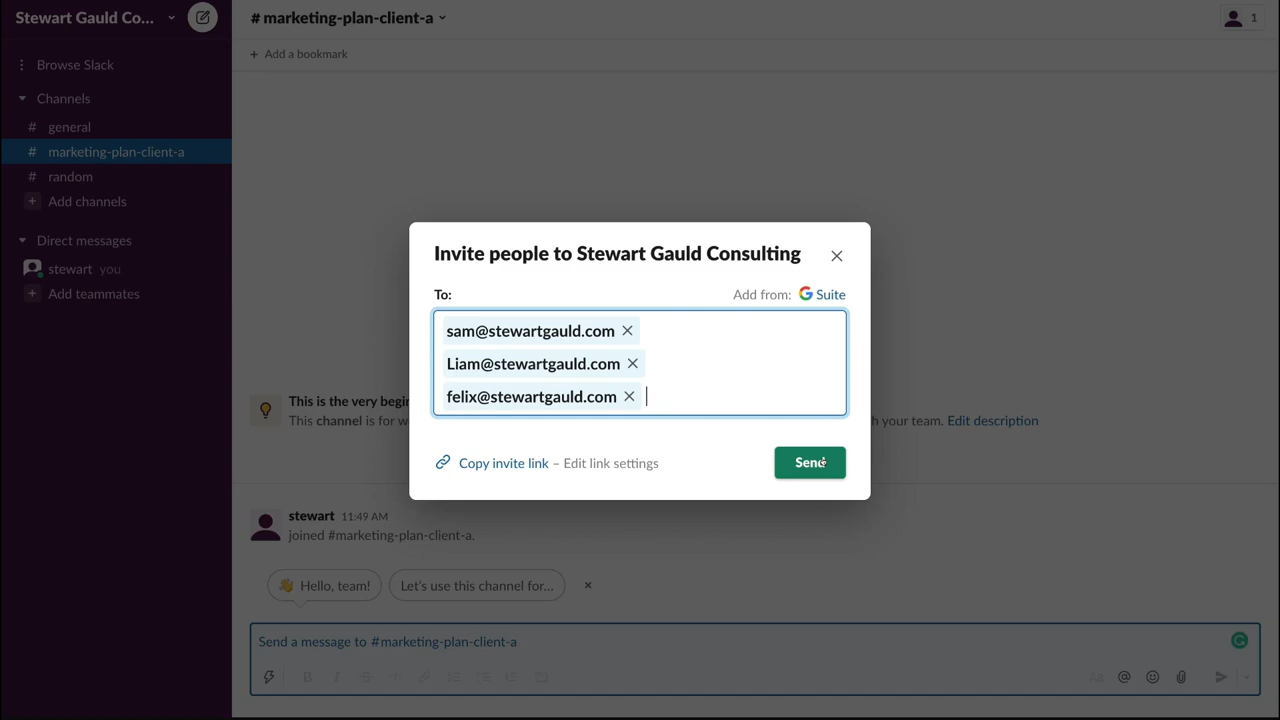 Stewart Gauld Co...
# marketing-plan-client-a
1
+ Add a bookmark
Browse Slack
Channels
# general
# marketing-plan-client-a
# random
+ Add channels
Direct messages
stewart you
+ Add teammates
Invite people to Stewart Gauld Consulting
To:
Add from: G Suite
sam@stewartgauld.com
Liam@stewartgauld.com
felix@stewartgauld.com
Copy invite link – Edit link settings
Send
This is the very
This channel is for
your team. Edit description
stewart 11:49 AM
joined #marketing-plan-client-a.
Hello, team!
Let's use this channel for...
Send a message to #marketing-plan-client-a
B I S
Aa @